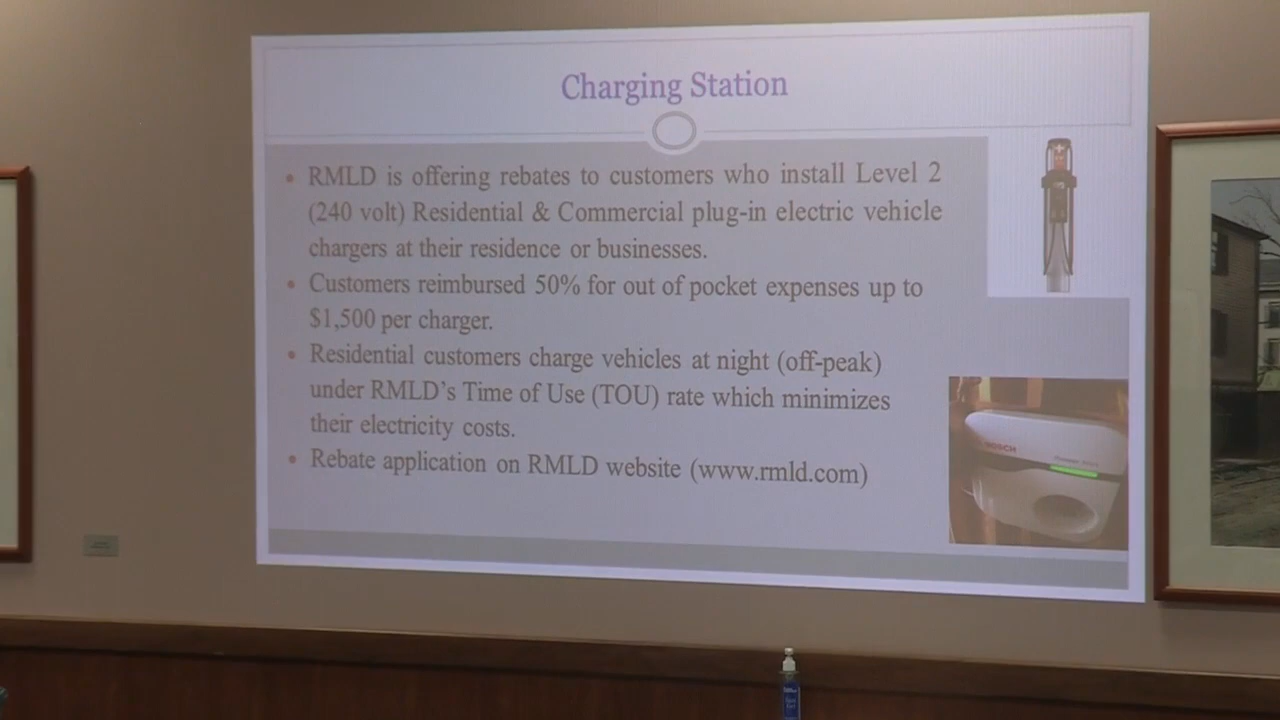 Charging Station
• RMLD is offering rebates to customers who install Level 2
(240 volt) Residential & Commercial plug-in electric vehicle
chargers at their residence or businesses.
• Customers reimbursed 50% for out of pocket expenses up to
$1,500 per charger.
• Residential customers charge vehicles at night (off-peak)
under RMLD's Time of Use (TOU) rate which minimizes
their electricity costs.
• Rebate application on RMLD website (www.rmld.com)
BOSCH